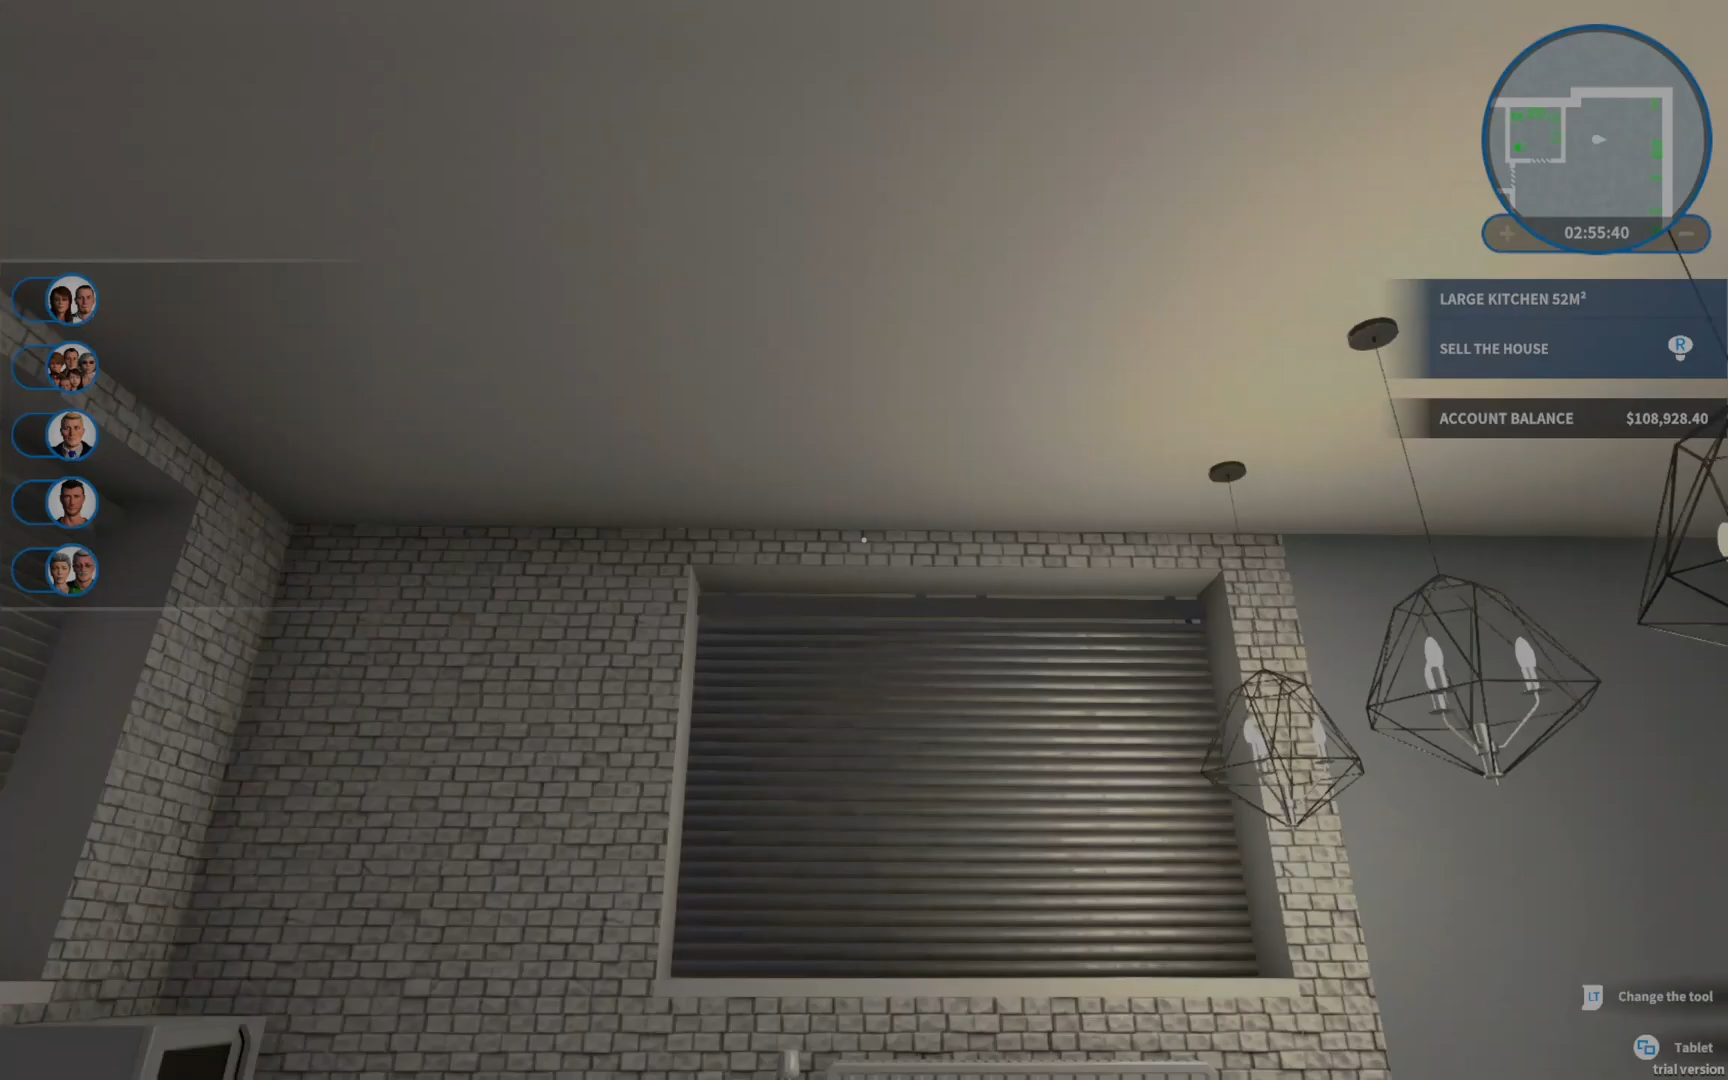 02:55:40
LARGE KITCHEN 52M²
SELL THE HOUSE R
ACCOUNT BALANCE $108,928.40
LT Change the tool
Tablet
trial version